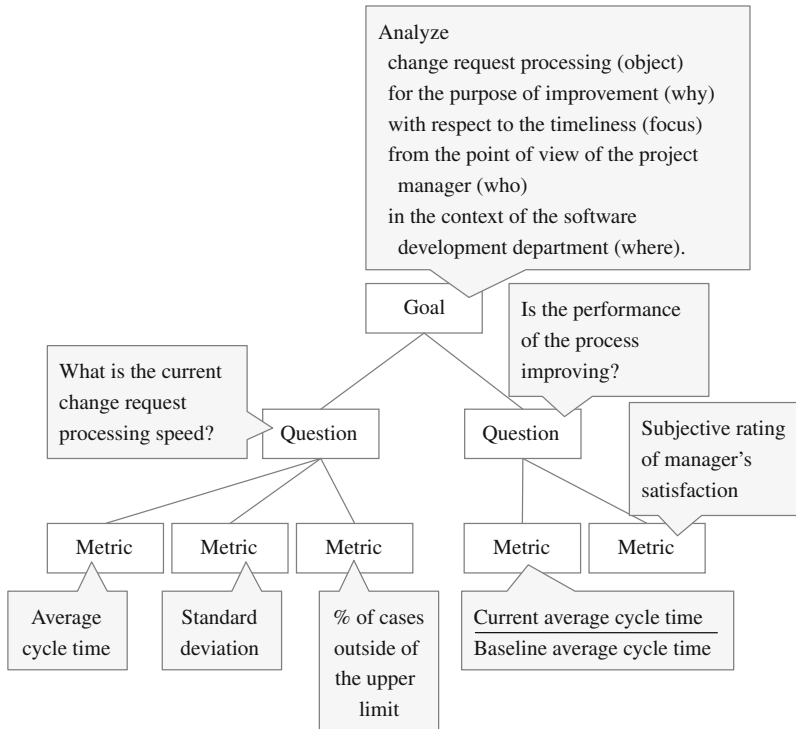 Analyze
change request processing (object)
for the purpose of improvement (why)
with respect to the timeliness (focus)
from the point of view of the project
manager (who)
in the context of the software
development department (where).
Goal
Is the performance
of the process
improving?
What is the current
change request
processing speed?
Question
Question
Subjective rating
of manager’s
satisfaction
Metric
Metric
Metric
Metric
Metric
Average
cycle time
Standard
deviation
% of cases
outside of
the upper
limit
Current average cycle time
Baseline average cycle time